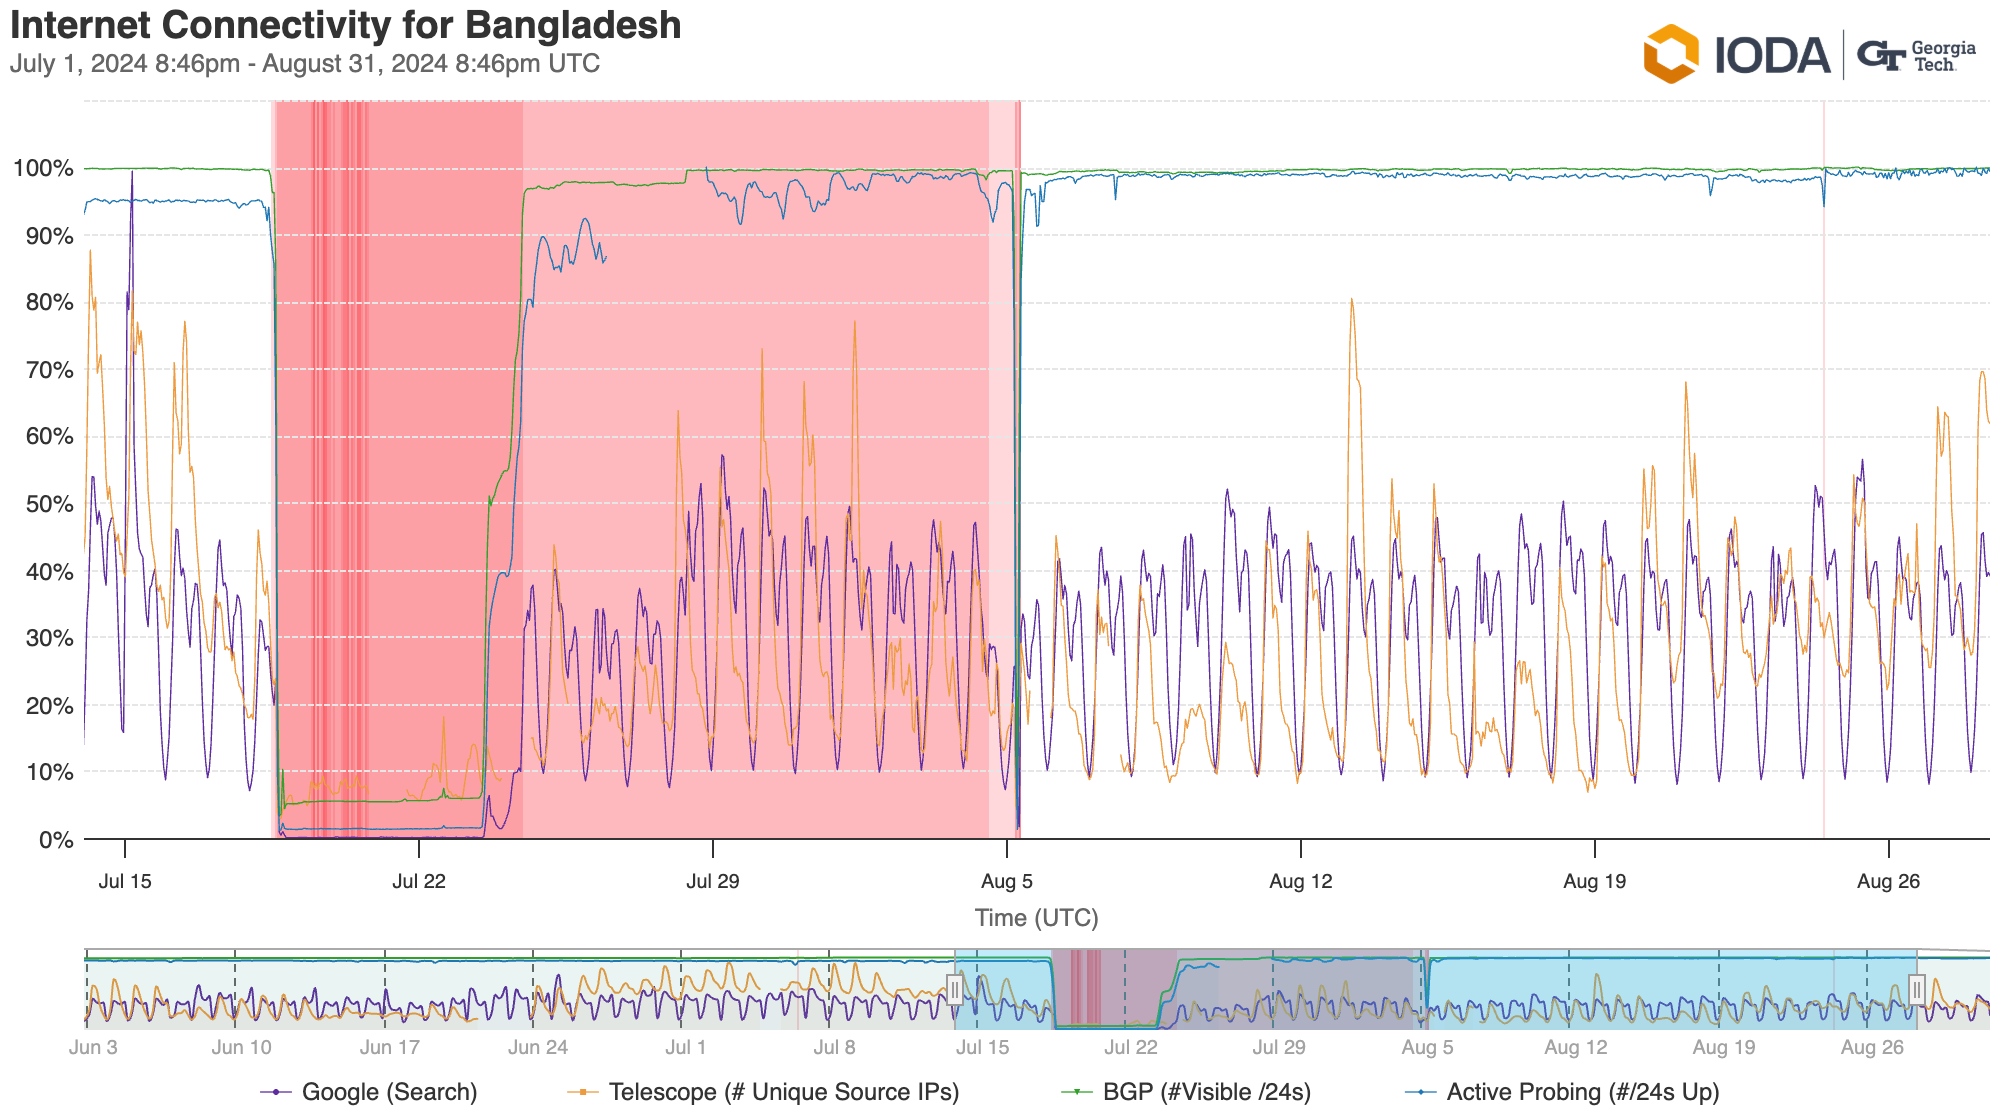 Internet Connectivity for Bangladesh
July 1, 2024 8:46pm - August 31, 2024 8:46pm UTC
IODA
GT
Georgia
Tech
100%
90%
80%
70%
60%
50%
40%
30%
20%
10%
0%
Jul 15 Jul 22 Jul 29 Aug 5 Aug 12 Aug 19 Aug 26
Time (UTC)
Jun 3 Jun 10 Jun 17 Jun 24 Jul 1 Jul 8 Jul 15 Jul 22 Jul 29 Aug 5 Aug 12 Aug 19 Aug 26
Google (Search) Telescope (# Unique Source IPs) BGP (#Visible /24s) Active Probing (#/24s Up)